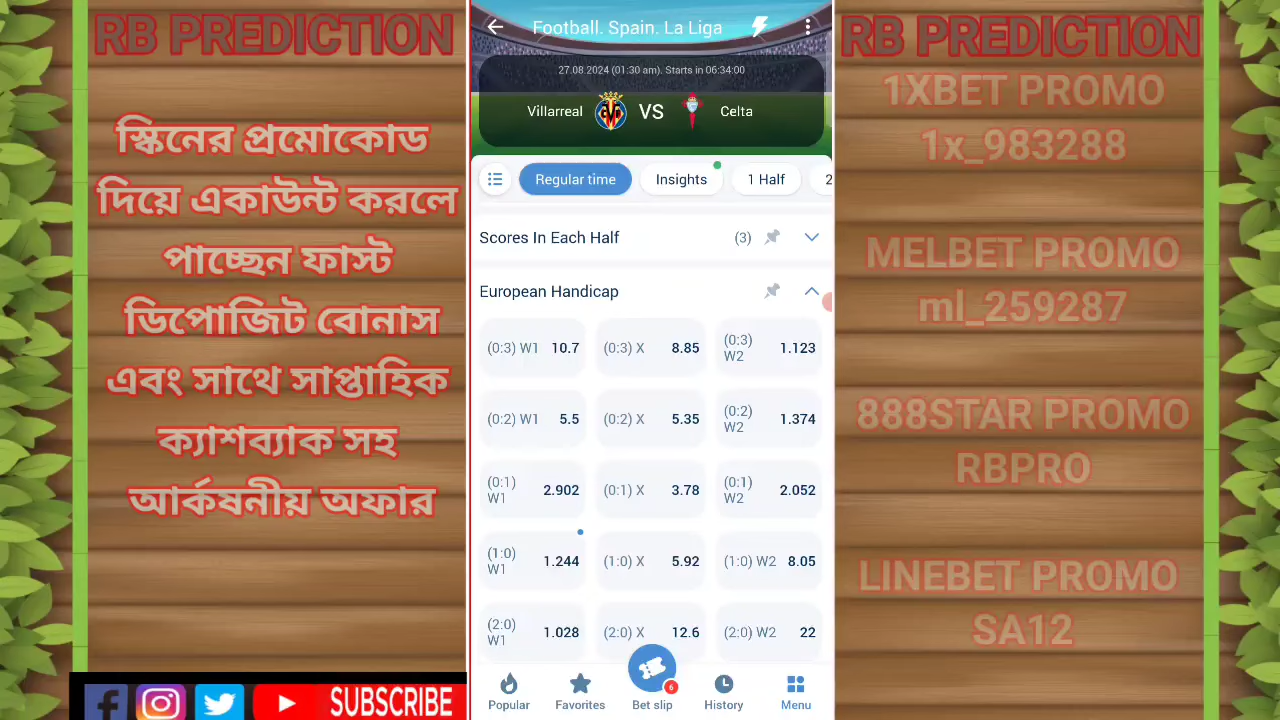 RB PREDICTION
স্কিনের প্রমোকোড
দিয়ে একাউন্ট করলে
পাচ্ছেন ফাস্ট
ডিপোজিট বোনাস
এবং সাথে সাপ্তাহিক
ক্যাশব্যাক সহ
আর্কষনীয় অফার
SUBSCRIBE
Football. Spain. La Liga
27.08.2024 (01:30 am). Starts in 06:34:00
Villarreal VS Celta
Regular time Insights 1 Half 2
Scores In Each Half (3)
European Handicap
(0:3) W1 10.7 (0:3) X 8.85 (0:3) W2 1.123
(0:2) W1 5.5 (0:2) X 5.35 (0:2) W2 1.374
(0:1) W1 2.902 (0:1) X 3.78 (0:1) W2 2.052
(1:0) W1 1.244 (1:0) X 5.92 (1:0) W2 8.05
(2:0) W1 1.028 (2:0) X 12.6 (2:0) W2 22
6
Popular Favorites Bet slip History Menu
RB PREDICTION
1XBET PROMO
1x_983288
MELBET PROMO
ml_259287
888STAR PROMO
RBPRO
LINEBET PROMO
SA12